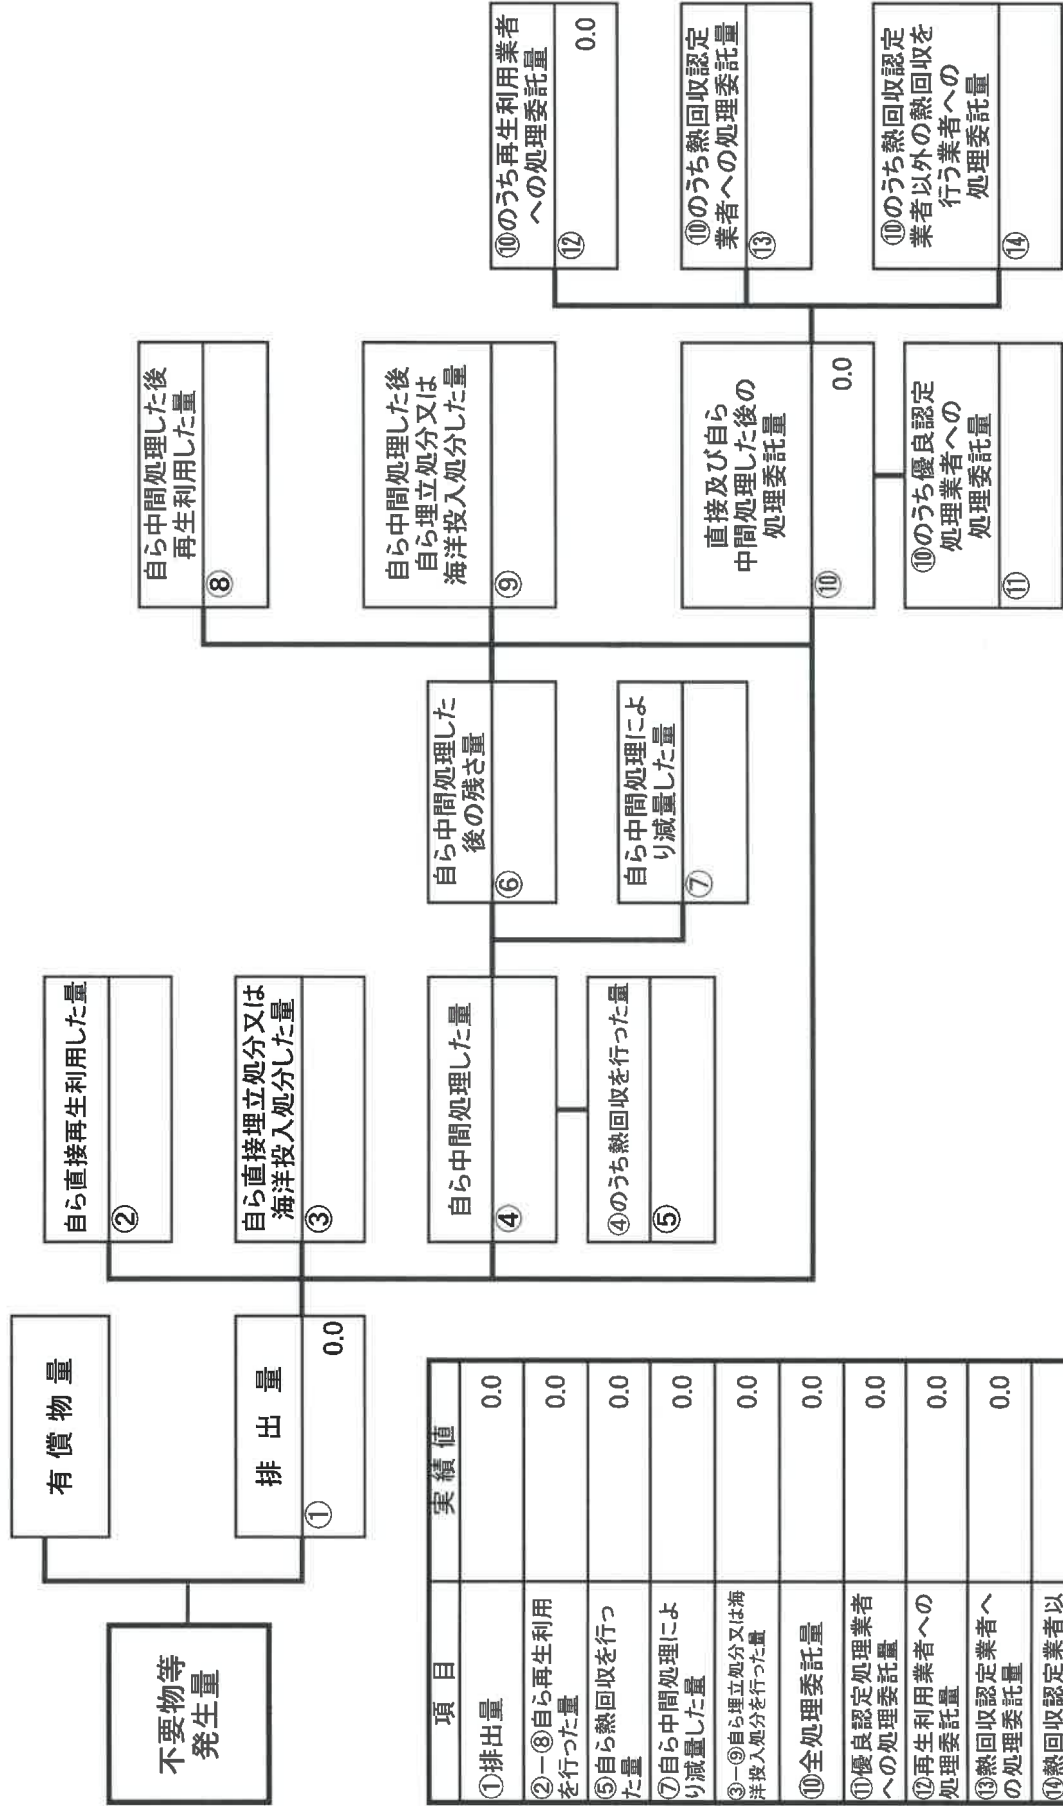 不要物等
発生量
有償物量
排出量
①
0.0
自ら直接再生利用した量
②
自ら直接埋立処分又は
海洋投入処分した量
③
自ら中間処理した量
④
④のうち熱回収を行った量
⑤
自ら中間処理した
後の残さ量
⑥
自ら中間処理によ
り減量した量
⑦
自ら中間処理した後
再生利用した量
⑧
自ら中間処理した後
自ら埋立処分又は
海洋投入処分した量
⑨
直接及び自ら
中間処理した後の
処理委託量
⑩
0.0
⑩のうち優良認定
処理業者への
処理委託量
⑪
⑩のうち再生利用業者
への処理委託量
⑫
0.0
⑩のうち熱回収認定
業者への処理委託量
⑬
⑩のうち熱回収認定
業者以外の熱回収を
行う業者への
処理委託量
⑭
項目
実績値
①排出量
0.0
②ー⑧自ら再生利用
を行った量
0.0
⑤自ら熱回収を行っ
た量
0.0
⑦自ら中間処理によ
り減量した量
0.0
③ー⑨自ら埋立処分又は海
洋投入処分を行った量
0.0
⑩全処理委託量
0.0
⑪優良認定処理業者
への処理委託量
0.0
⑫再生利用業者への
処理委託量
0.0
⑬熱回収認定業者へ
の処理委託量
0.0
⑭熱回収認定業者以